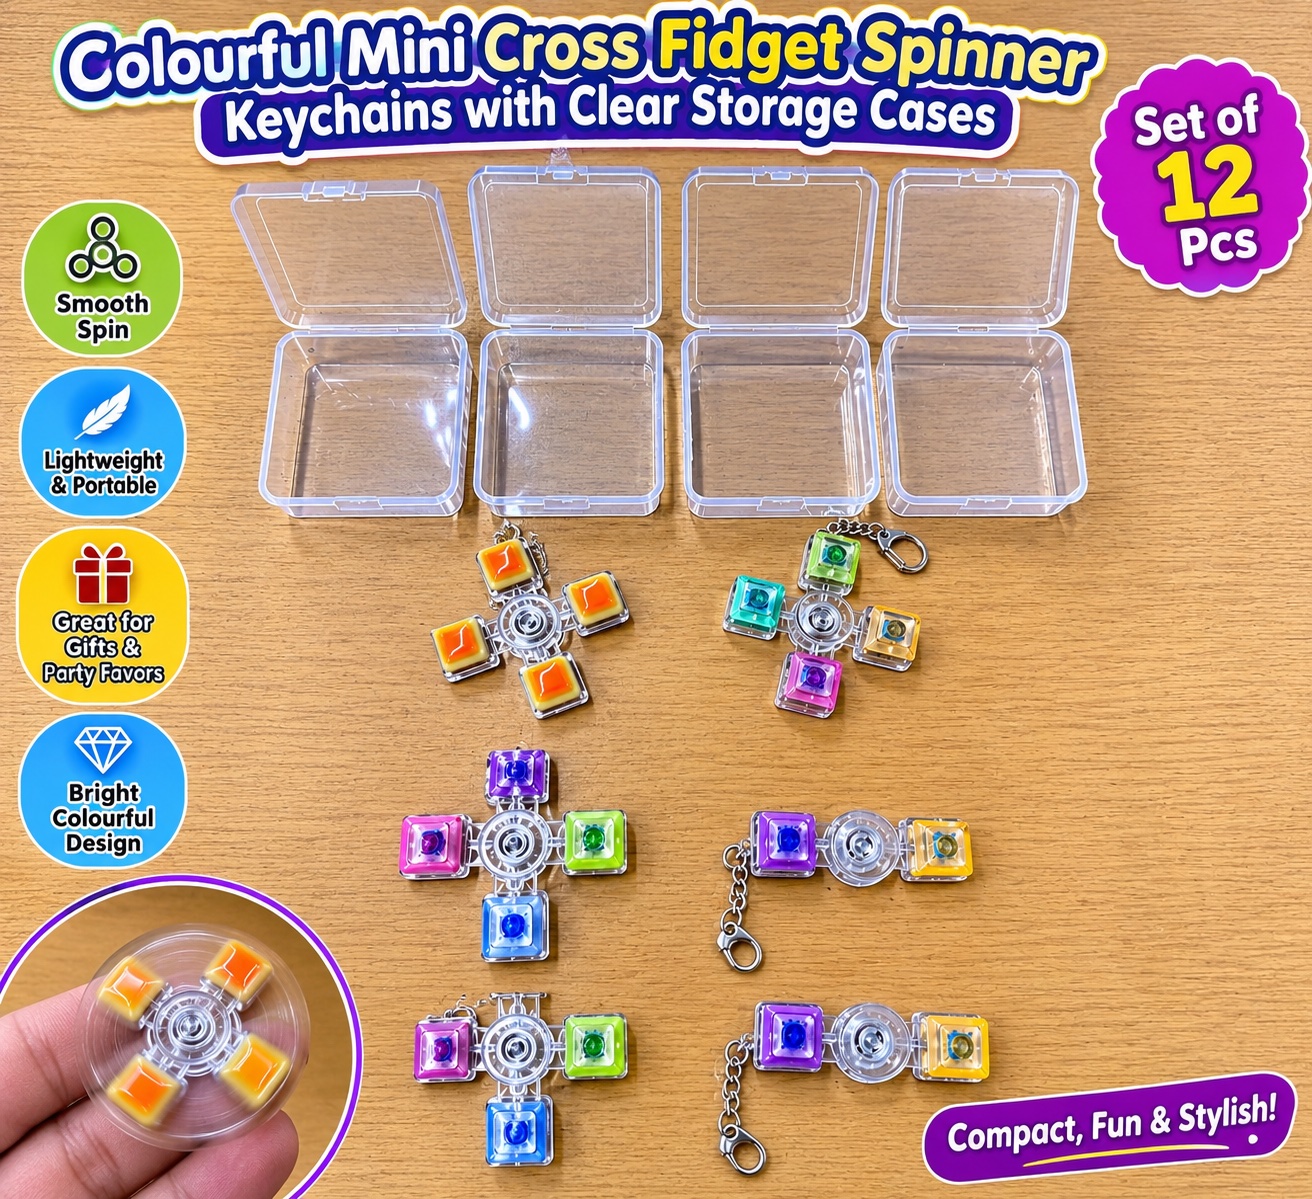 Colourful Mini Cross Fidget Spinner
Keychains with Clear Storage Cases
Set of
12
Pcs
Smooth
Spin
Lightweight
& Portable
Great for
Gifts &
Party Favors
Bright
Colourful
Design
Compact, Fun & Stylish!